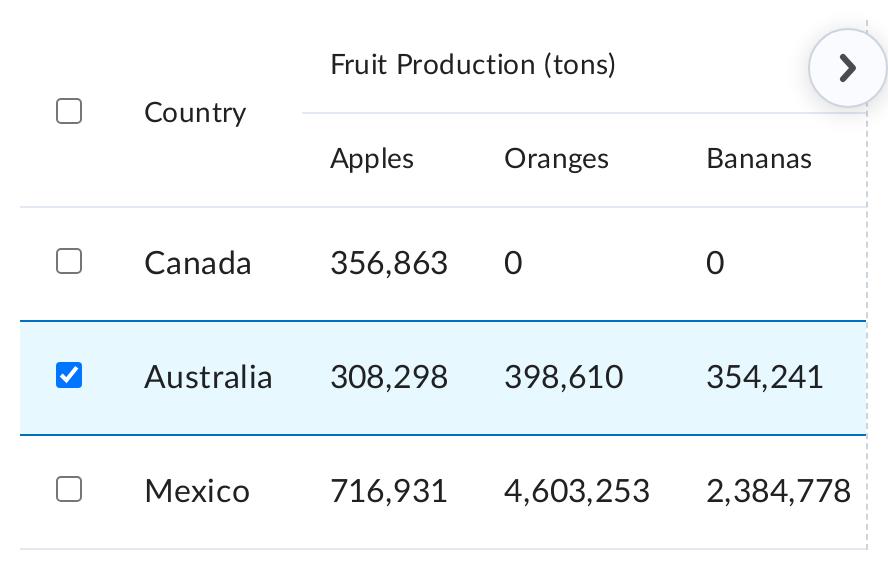 Fruit Production (tons)
Country
Apples Oranges Bananas
Canada 356,863 0 0
Australia 308,298 398,610 354,241
Mexico 716,931 4,603,253 2,384,778